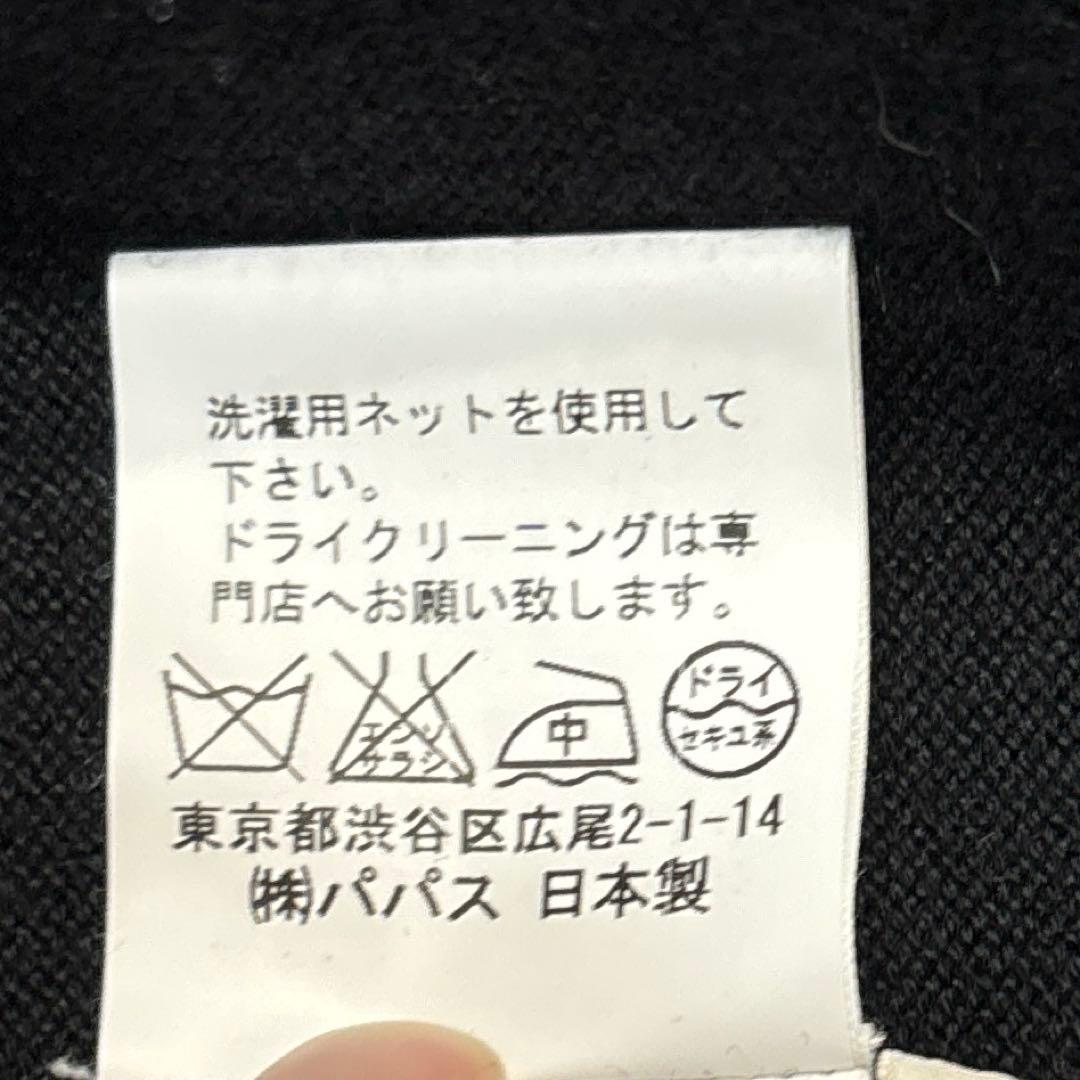 洗濯用ネットを使用して
下さい。
ドライクリーニングは専
門店へお願い致します。
エンソ
サラシ
中
ドライ
セキユ系
東京都渋谷区広尾2-1-14
㈱パパス 日本製